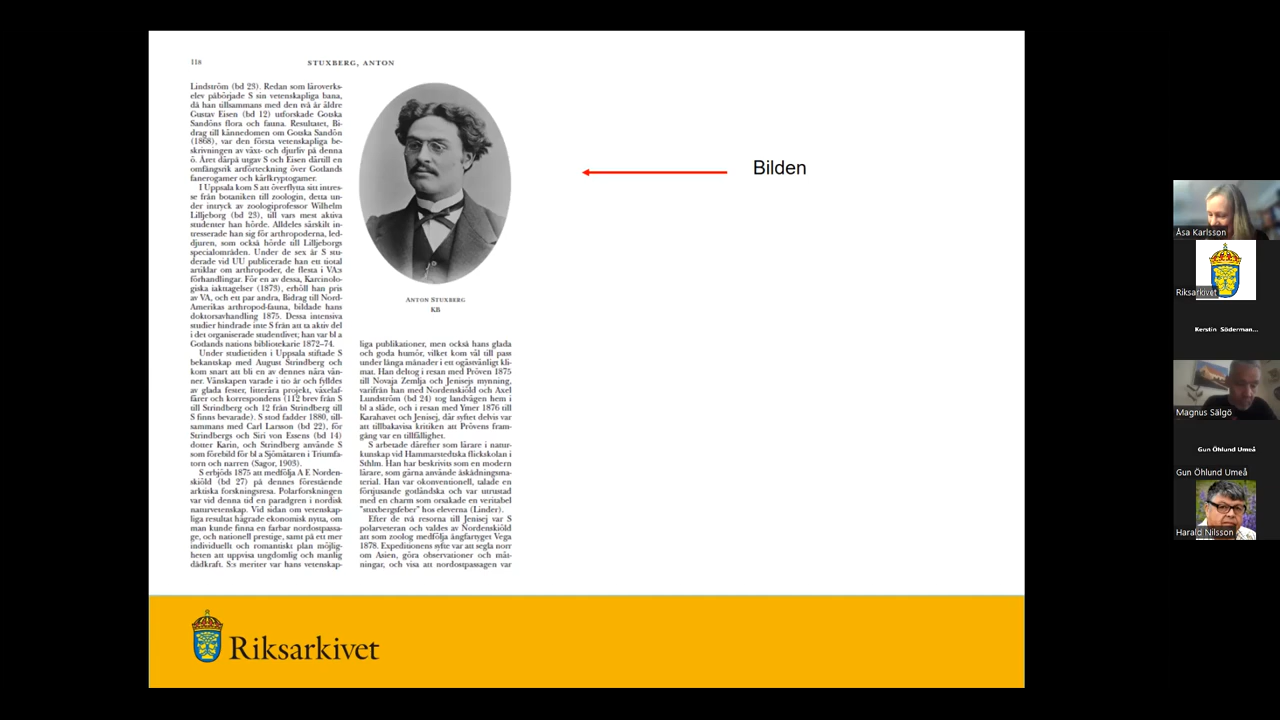 118
STUXBERG, ANTON
Lindström (bd 23). Redan som läroverks-
elev påbörjade S sin vetenskapliga bana,
då han tillsammans med den två år äldre
Gustav Eisen (bd 12) utforskade Gotska
Sandöns flora och fauna. Resultatet, Bi-
drag till kännedomen om Gotska Sandön
(1868), var den första vetenskapliga be-
skrivningen av växt- och djurliv på denna
ö. Året därpå utgav S och Eisen därtill en
omfångsrik artförteckning över Gotlands
fanerogamer och kärlkryptogamer.
I Uppsala kom S att överflytta sitt intres-
se från botaniken till zoologin, detta un-
der intryck av zoologiprofessor Wilhelm
Lilljeborg (bd 23), till vars mest aktiva
studenter han hörde. Alldeles särskilt in-
tresserade han sig för arthropoderna, led-
djuren, som också hörde till Lilljeborgs
specialområden. Under de sex år S stu-
derade vid UU publicerade han ett tiotal
artiklar om arthropoder, de flesta i VA:s
förhandlingar. För en av dessa, Karcinolo-
giska iakttagelser (1873), erhöll han pris
av VA, och ett par andra, Bidrag till Nord-
Amerikas arthropod-fauna, bildade hans
doktorsavhandling 1875. Dessa intensiva
studier hindrade inte S från att ta aktiv del
i det organiserade studentlivet; han var bl a
Gotlands nations bibliotekarie 1872–74.
Under studietiden i Uppsala stiftade S
bekantskap med August Strindberg och
kom snart att bli en av dennes nära vän-
ner. Vänskapen varade i tio år och fylldes
av glada fester, litterära projekt, växelaf-
färer och korrespondens (112 brev från S
till Strindberg och 12 från Strindberg till
S finns bevarade). S stod fadder 1880, till-
sammans med Carl Larsson (bd 22), för
Strindbergs och Siri von Essens (bd 14)
dotter Karin, och Strindberg använde S
som förebild för bl a Sjömätaren i Triumfa-
torn och narren (Sagor, 1903).
S erbjöds 1875 att medfölja A E Norden-
skiöld (bd 27) på dennes förestående
arktiska forskningsresa. Polarforskningen
var vid denna tid en paradgren i nordisk
naturvetenskap. Vid sidan om vetenskap-
liga resultat hägrade ekonomisk nytta, om
man kunde finna en farbar nordostpassa-
ge, och nationell prestige, samt på ett mer
individuellt och romantiskt plan möjlig-
heten att uppvisa ungdomlig och manlig
dådkraft. S:s meriter var hans vetenskap-
ANTON STUXBERG
KB
liga publikationer, men också hans glada
och goda humör, vilket kom väl till pass
under långa månader i ett ogästvänligt kli-
mat. Han deltog i resan med Pröven 1875
till Novaja Zemlja och Jenisejs mynning,
varifrån han med Nordenskiöld och Axel
Lundström (bd 24) tog landvägen hem i
bl a släde, och i resan med Ymer 1876 till
Karahavet och Jenisej, där syftet delvis var
att tillbakavisa kritiken att Prövens fram-
gång var en tillfällighet.
S arbetade därefter som lärare i natur-
kunskap vid Hammarstedtska flickskolan i
Sthlm. Han har beskrivits som en modern
lärare, som gärna använde åskådningsma-
terial. Han var okonventionell, talade en
förtjusande gotländska och var utrustad
med en charm som orsakade en veritabel
"stuxbergsfeber" hos eleverna (Linder).
Efter de två resorna till Jenisej var S
polarveteran och valdes av Nordenskiöld
att som zoolog medfölja ångfartyget Vega
1878. Expeditionens syfte var att segla norr
om Asien, göra observationer och mät-
ningar, och visa att nordostpassagen var
Bilden
Riksarkivet
Åsa Karlsson
Riksarkivet
Kerstin Söderman...
Magnus Sälgö
Gun Öhlund Umeå
Gun Öhlund Umeå
Harald Nilsson